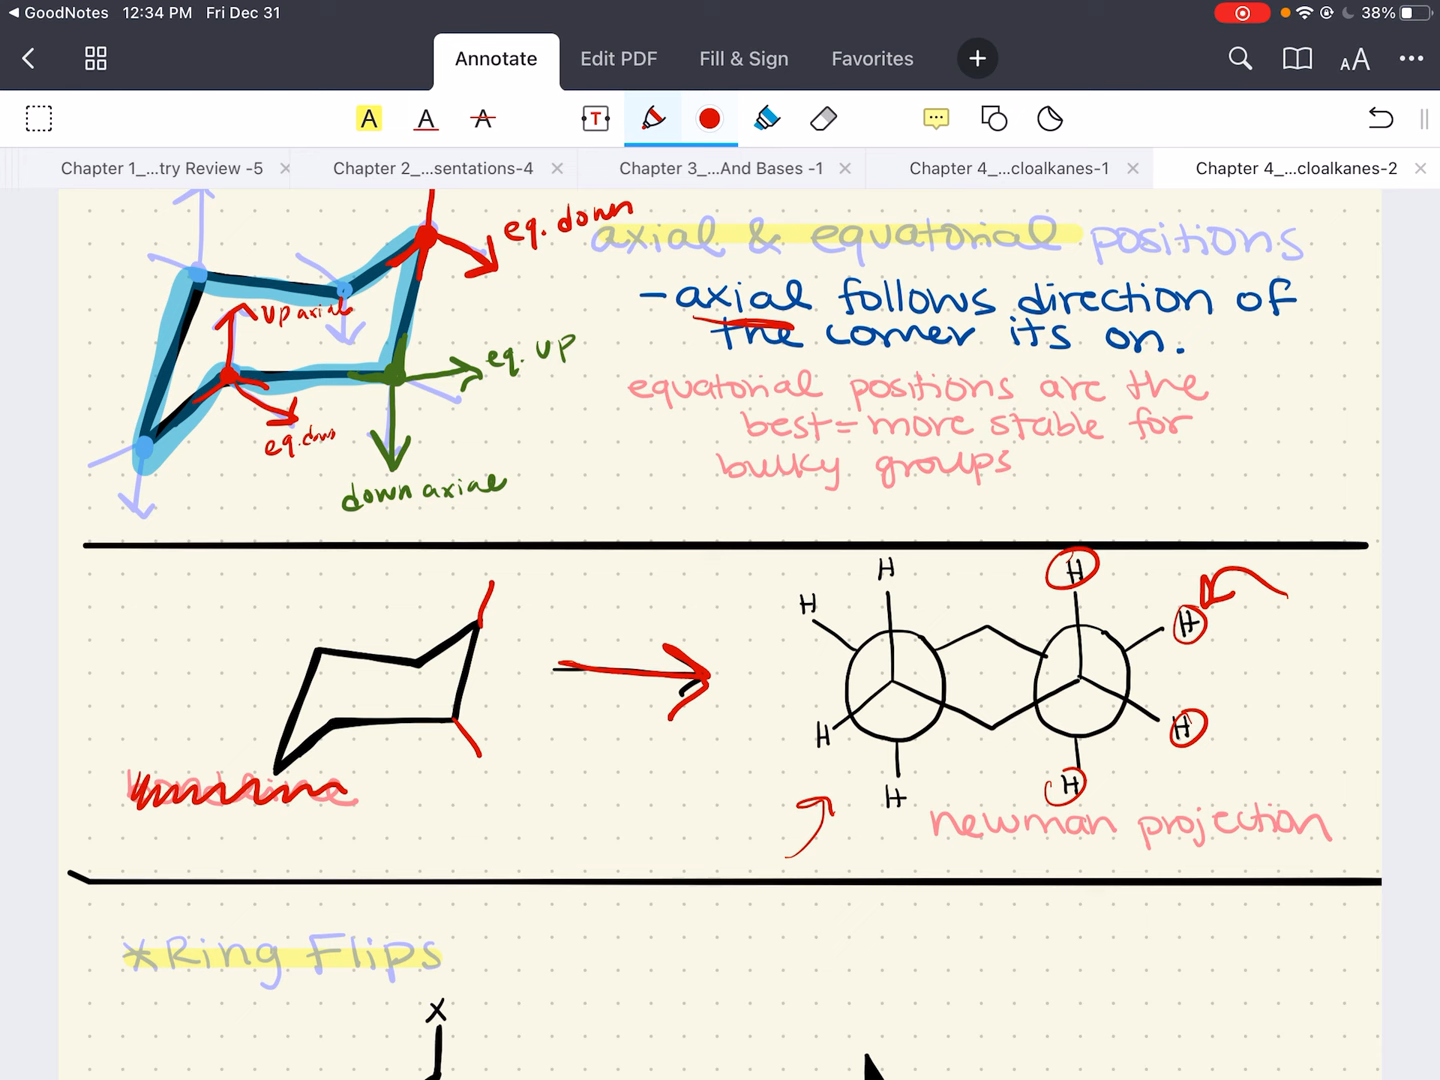 GoodNotes 12:34 PM Fri Dec 31 38%
Annotate Edit PDF Fill & Sign Favorites
A A A T
Chapter 1_...try Review -5 Chapter 2_...sentations-4 Chapter 3_...And Bases -1 Chapter 4_...cloalkanes-1 Chapter 4_...cloalkanes-2
eq. down
up axial
eq. up
eq. down
down axial
axial & equatorial positions
- axial follows direction of
the corner its on.
equatorial positions are the
best = more stable for
bulky groups
H H
H H
H H
H H
newman projection
*Ring Flips
X